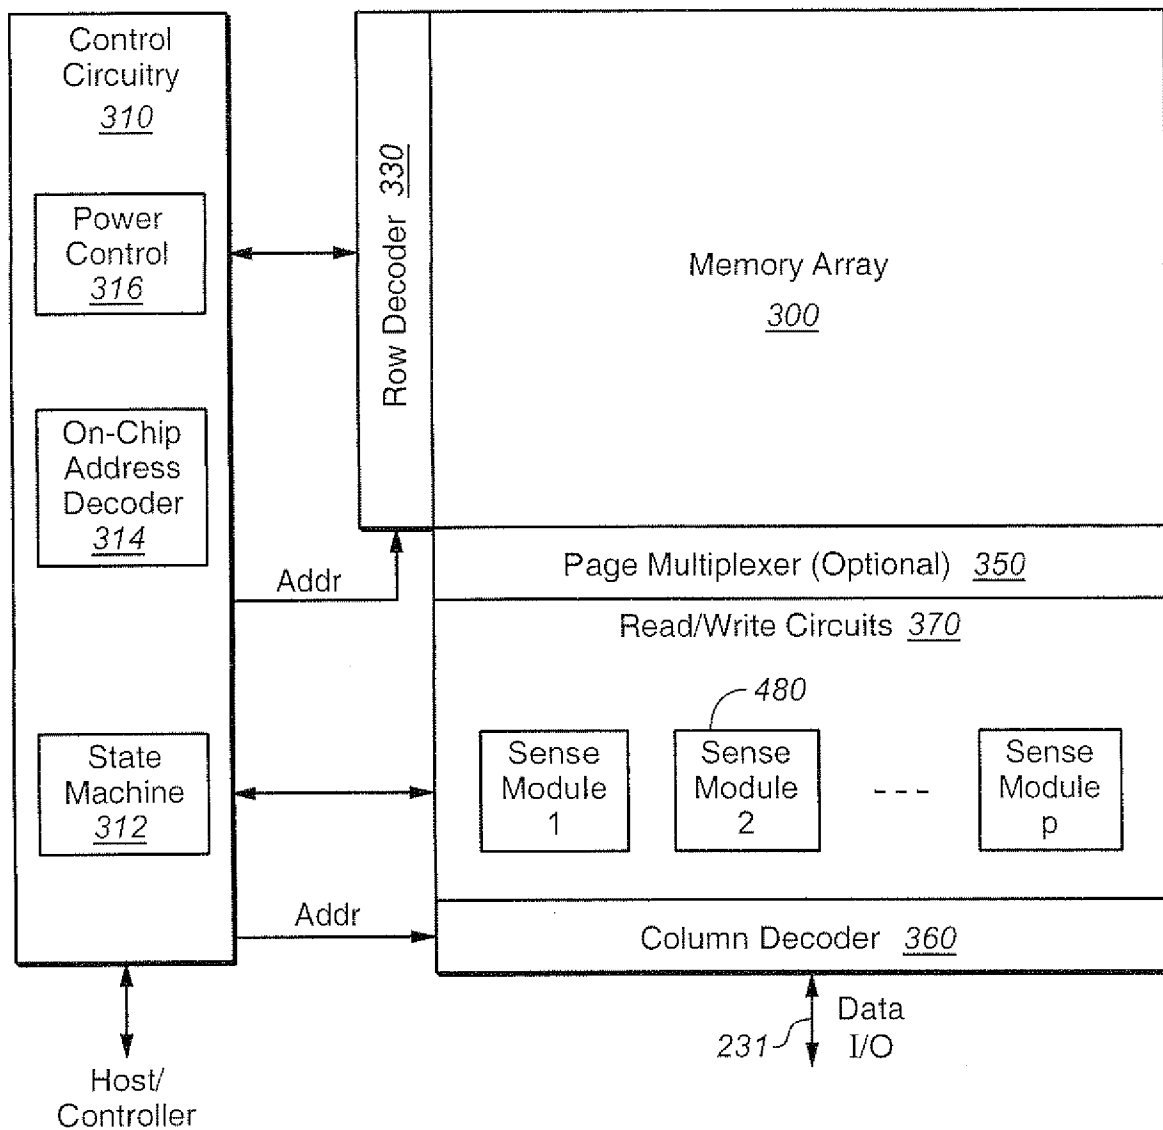 Control
Circuitry
310
Power
Control
316
On-Chip
Address
Decoder
314
State
Machine
312
Host/
Controller
Addr
Addr
Row Decoder 330
Memory Array
300
Page Multiplexer (Optional) 350
Read/Write Circuits 370
480
Sense
Module
1
Sense
Module
2
---
Sense
Module
p
Column Decoder 360
231
Data
I/O